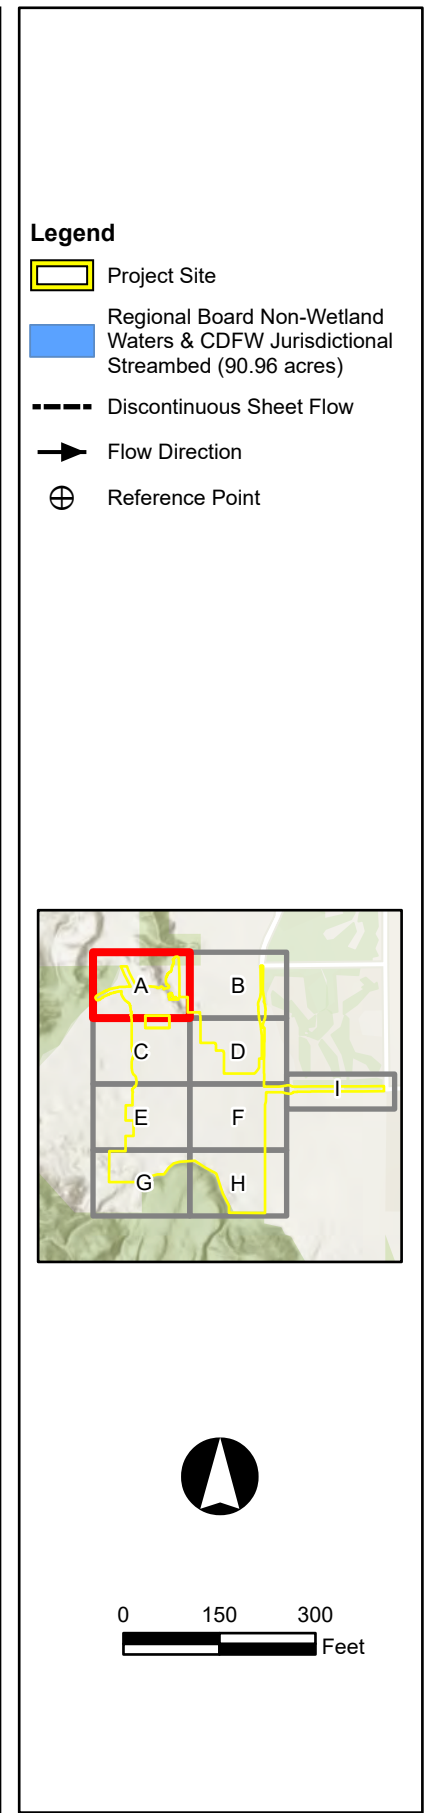 Legend
Project Site
Regional Board Non-Wetland
Waters & CDFW Jurisdictional
Streambed (90.96 acres)
Discontinuous Sheet Flow
Flow Direction
Reference Point
A
B
C
D
I
E
F
G
H
0 150 300
Feet